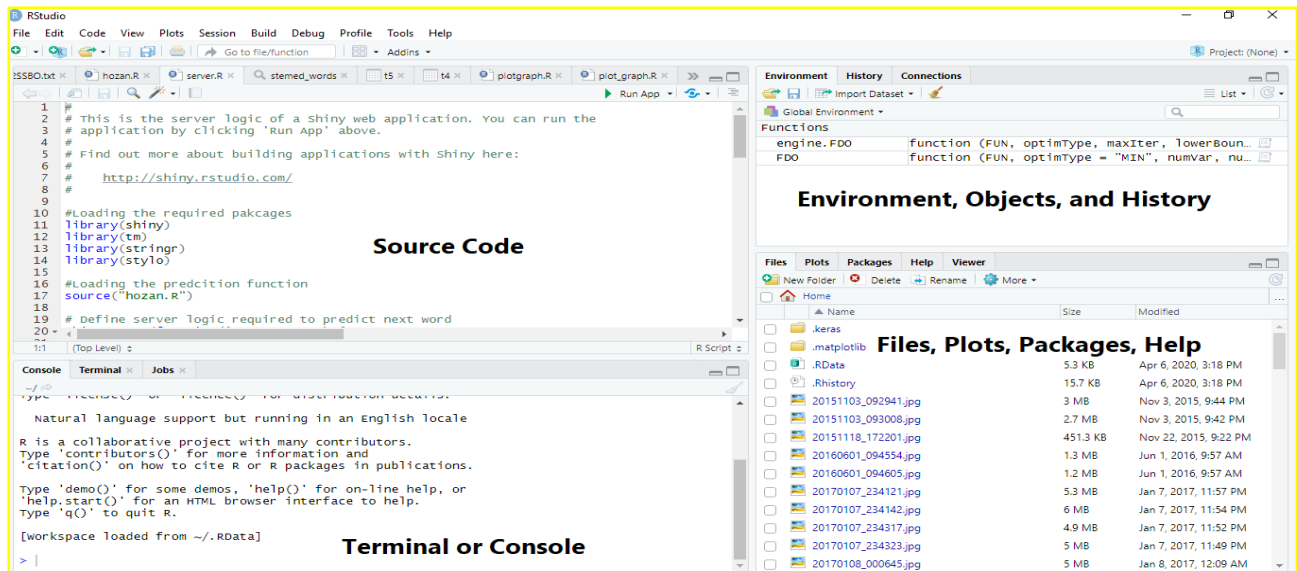 RStudio
File Edit Code View Plots Session Build Debug Profile Tools Help
Go to file/function Addins Project: (None)
SSBO.txt hozan.R server.R stemed_words t5 t4 plotgraph.R plot_graph.R
Run App
1 #
2 # This is the server logic of a Shiny web application. You can run the
3 # application by clicking 'Run App' above.
4 #
5 # Find out more about building applications with Shiny here:
6 #
7 # http://shiny.rstudio.com/
8 #
9
10 #Loading the required pakcages
11 library(shiny)
12 library(tm)
13 library(stringr)
14 library(stylo)
15
16 #Loading the predcition function
17 source("hozan.R")
18
19 # Define server logic required to predict next word
20
Source Code
1:1 (Top Level) R Script
Console Terminal Jobs
~/
Natural language support but running in an English locale
R is a collaborative project with many contributors.
Type 'contributors()' for more information and
'citation()' on how to cite R or R packages in publications.
Type 'demo()' for some demos, 'help()' for on-line help, or
'help.start()' for an HTML browser interface to help.
Type 'q()' to quit R.
[Workspace loaded from ~/.RData]
>
Terminal or Console
Environment History Connections
Import Dataset List
Global Environment
Functions
engine.FDO function (FUN, optimType, maxIter, lowerBoun…
FDO function (FUN, optimType = "MIN", numVar, nu…
Environment, Objects, and History
Files Plots Packages Help Viewer
New Folder Delete Rename More
Home ...
Name Size Modified
.keras
.matplotlib
Files, Plots, Packages, Help
.RData 5.3 KB Apr 6, 2020, 3:18 PM
.Rhistory 15.7 KB Apr 6, 2020, 3:18 PM
20151103_092941.jpg 3 MB Nov 3, 2015, 9:44 PM
20151103_093008.jpg 2.7 MB Nov 3, 2015, 9:42 PM
20151118_172201.jpg 451.3 KB Nov 22, 2015, 9:22 PM
20160601_094554.jpg 1.3 MB Jun 1, 2016, 9:57 AM
20160601_094605.jpg 1.2 MB Jun 1, 2016, 9:57 AM
20170107_234121.jpg 5.3 MB Jan 7, 2017, 11:57 PM
20170107_234142.jpg 6 MB Jan 7, 2017, 11:54 PM
20170107_234317.jpg 4.9 MB Jan 7, 2017, 11:52 PM
20170107_234323.jpg 5 MB Jan 7, 2017, 11:49 PM
20170108_000645.jpg 5 MB Jan 8, 2017, 12:09 AM